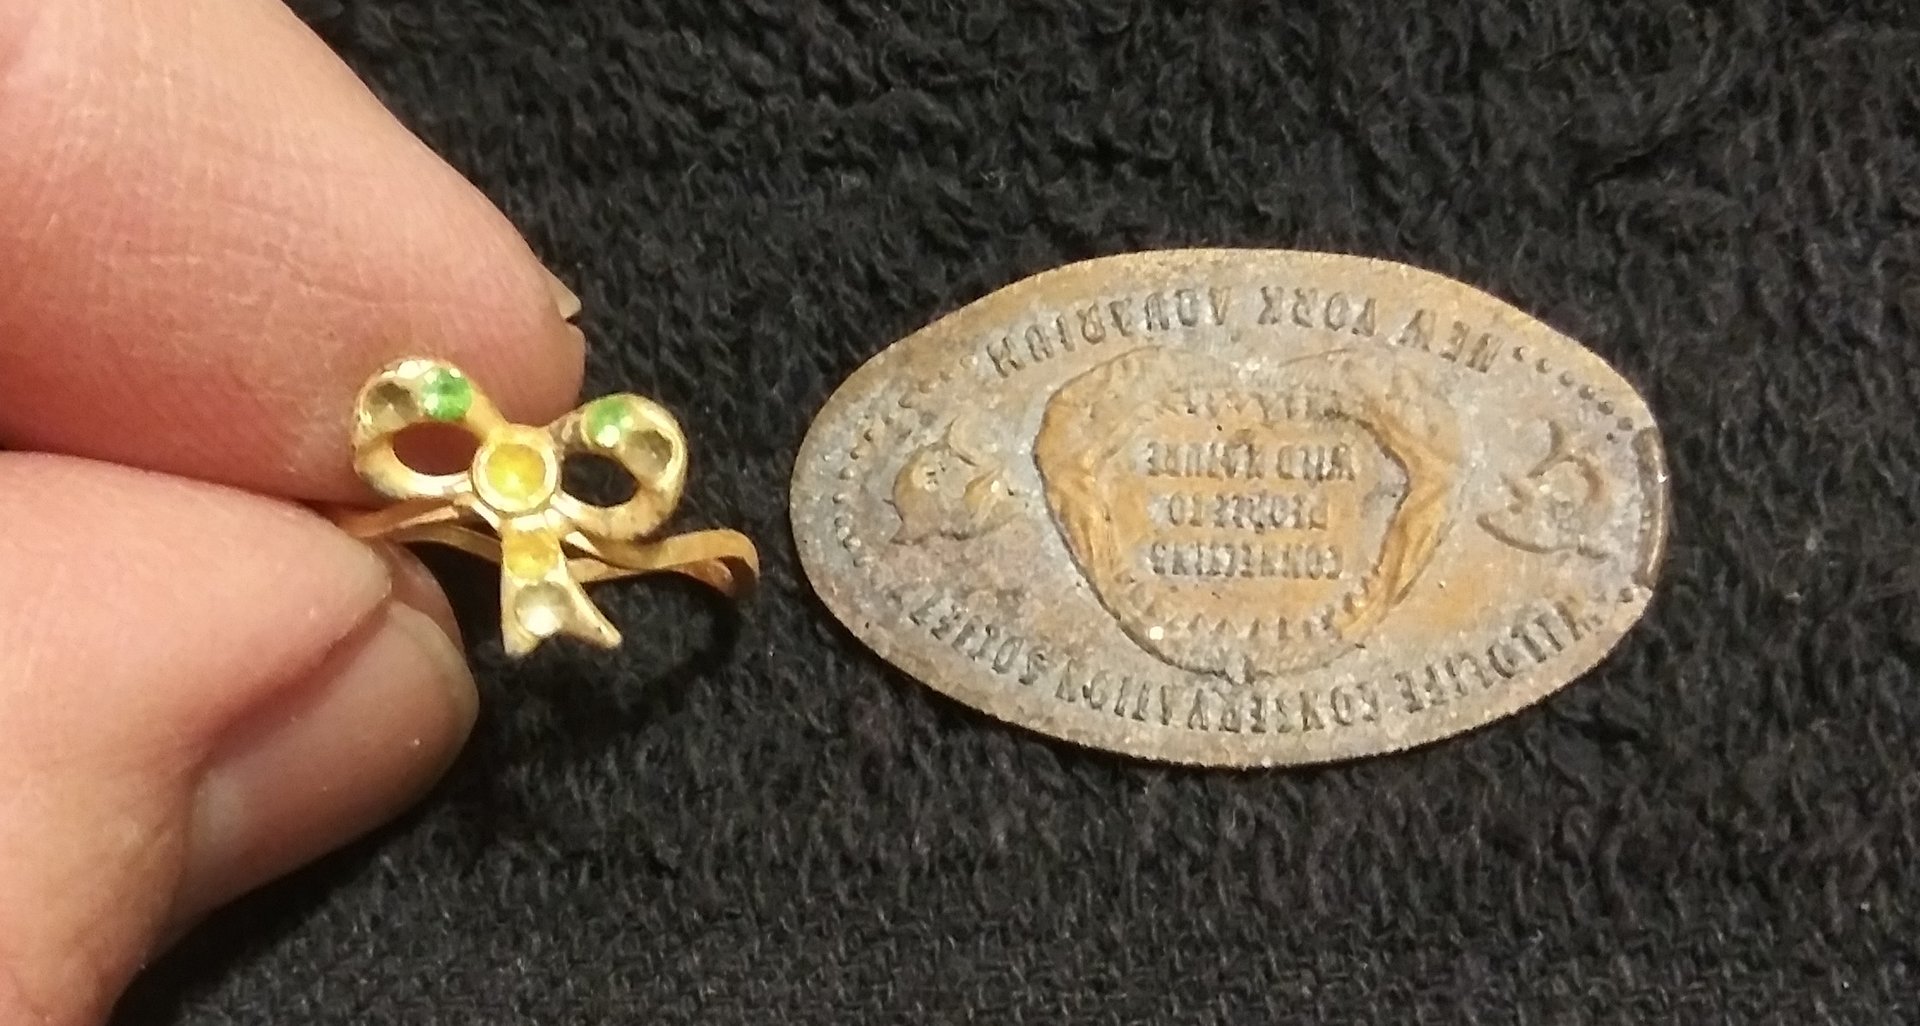 WILDLIFE CONSERVATION SOCIETY
CONNECTING
PEOPLE TO
WILD NATURE
NEW YORK AQUARIUM